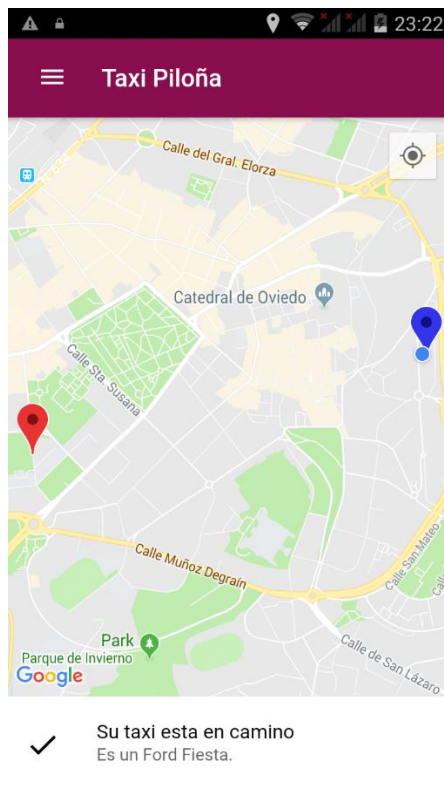 23:22
Taxi Piloña
Calle del Gral. Elorza
Catedral de Oviedo
Calle Sta. Susana
Calle Muñoz Degraín
Calle San Mateo
Park
Parque de Invierno
Calle de San Lázaro
Google
Su taxi esta en camino
Es un Ford Fiesta.